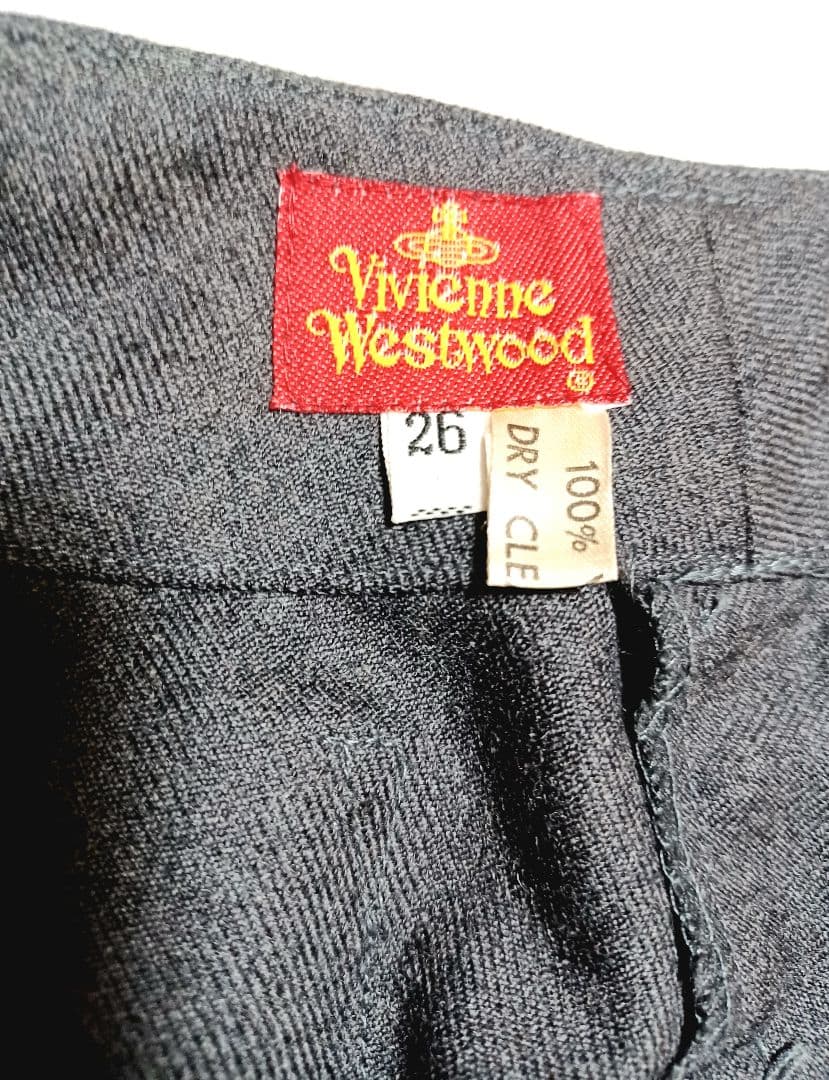 Vivienne
Westwood
®
26
100%
DRY CLE